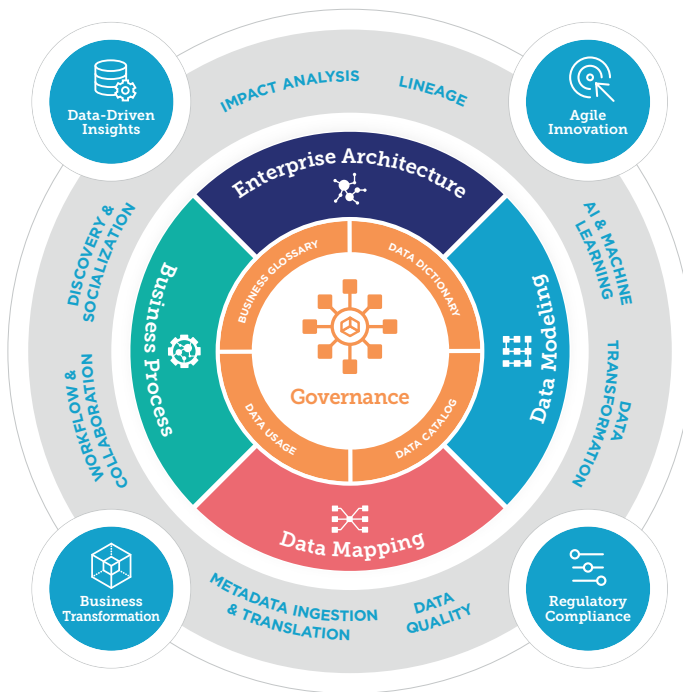 IMPACT ANALYSIS
LINEAGE
Data-Driven
Insights
Agile
Innovation
Enterprise Architecture
DISCOVERY &
SOCIALIZATION
AI & MACHINE
LEARNING
BUSINESS GLOSSARY
DATA DICTIONARY
Business Process
Data Modeling
Governance
WORKFLOW &
COLLABORATION
DATA
TRANSFORMATION
DATA USAGE
DATA CATALOG
Data Mapping
Business
Transformation
METADATA INGESTION
& TRANSLATION
DATA
QUALITY
Regulatory
Compliance